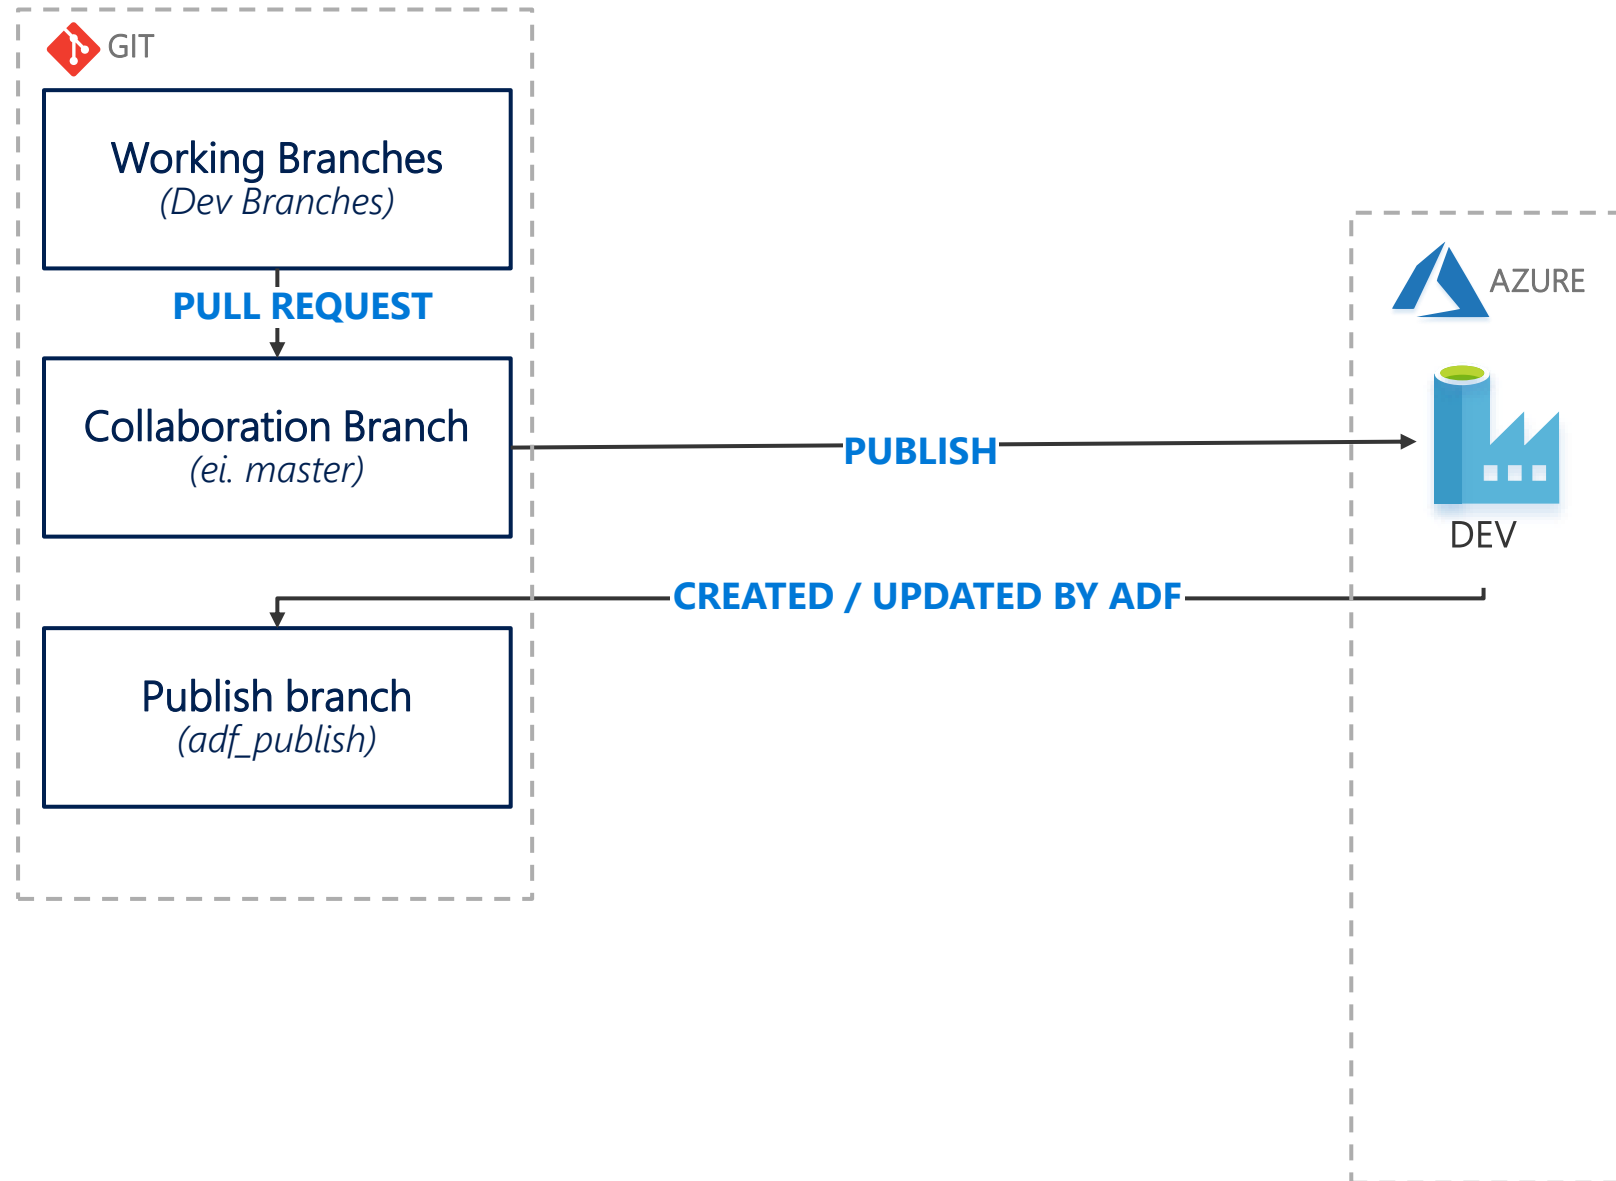 GIT
Working Branches
(Dev Branches)
PULL REQUEST
Collaboration Branch
(ei. master)
PUBLISH
AZURE
DEV
CREATED / UPDATED BY ADF
Publish branch
(adf_publish)